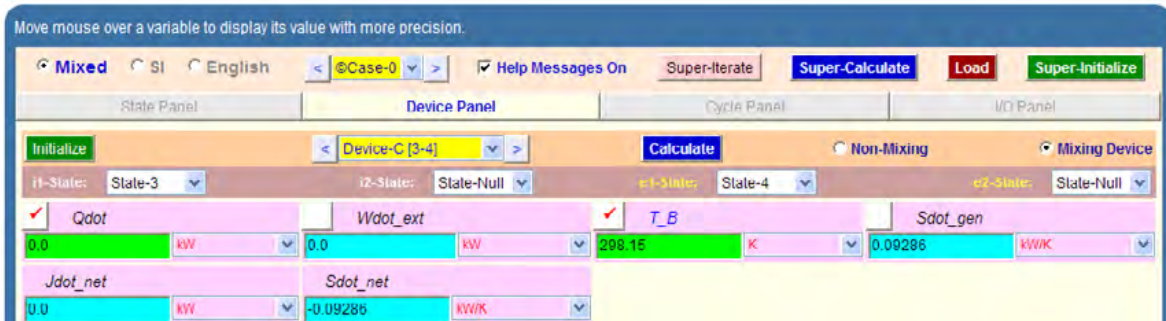 Move mouse over a variable to display its value with more precision.
Mixed SI English < ©Case-0 > Help Messages On Super-Iterate Super-Calculate Load Super-Initialize
State Panel Device Panel Cycle Panel I/O Panel
Initialize < Device-C [3-4] > Calculate Non-Mixing Mixing Device
i1-State: State-3 i2-State: State-Null e1-State: State-4 e2-State: State-Null
Qdot Wdot_ext T_B Sdot_gen
0.0 kW 0.0 kW 298.15 K 0.09286 kW/K
Jdot_net Sdot_net
0.0 kW -0.09286 kW/K